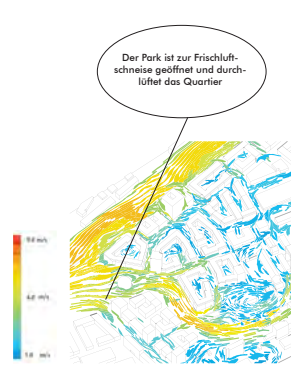 Der Park ist zur Frischluft-
schneise geöffnet und durch-
lüftet das Quartier
m/s
m/s
m/s